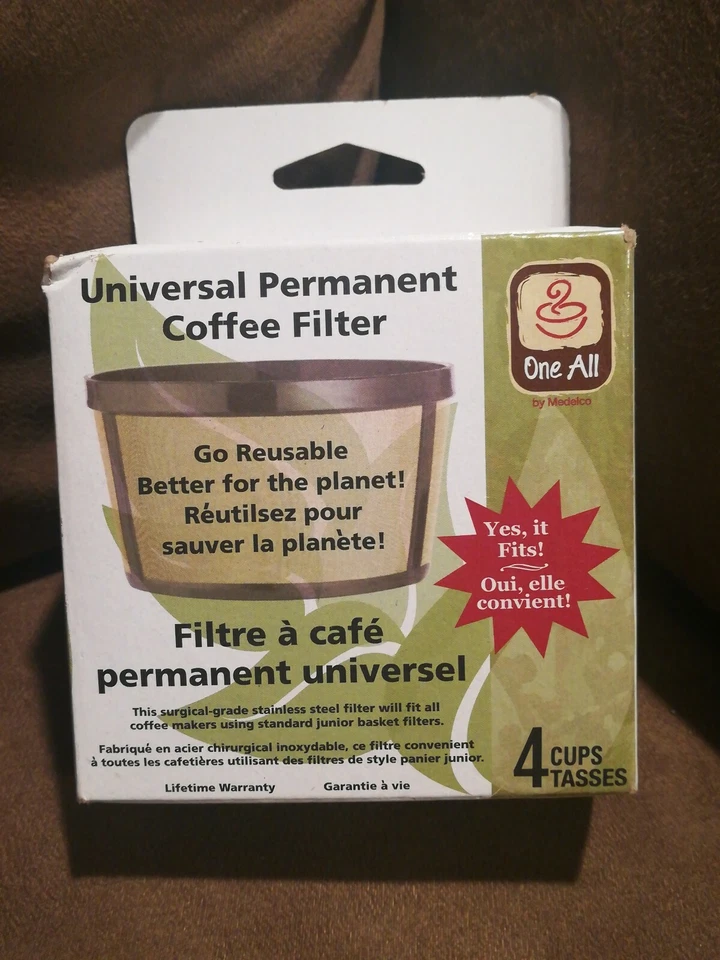 Universal Permanent
Coffee Filter
One All
by Medelco
Go Reusable
Better for the planet!
Réutilsez pour
sauver la planète!
Yes, it
Fits!
Oui, elle
convient!
Filtre à café
permanent universel
This surgical-grade stainless steel filter will fit all
coffee makers using standard junior basket filters.
Fabriqué en acier chirurgical inoxydable, ce filtre convenient
à toutes les cafetières utilisant des filtres de style panier junior.
Lifetime Warranty Garantie à vie
4 CUPS
TASSES